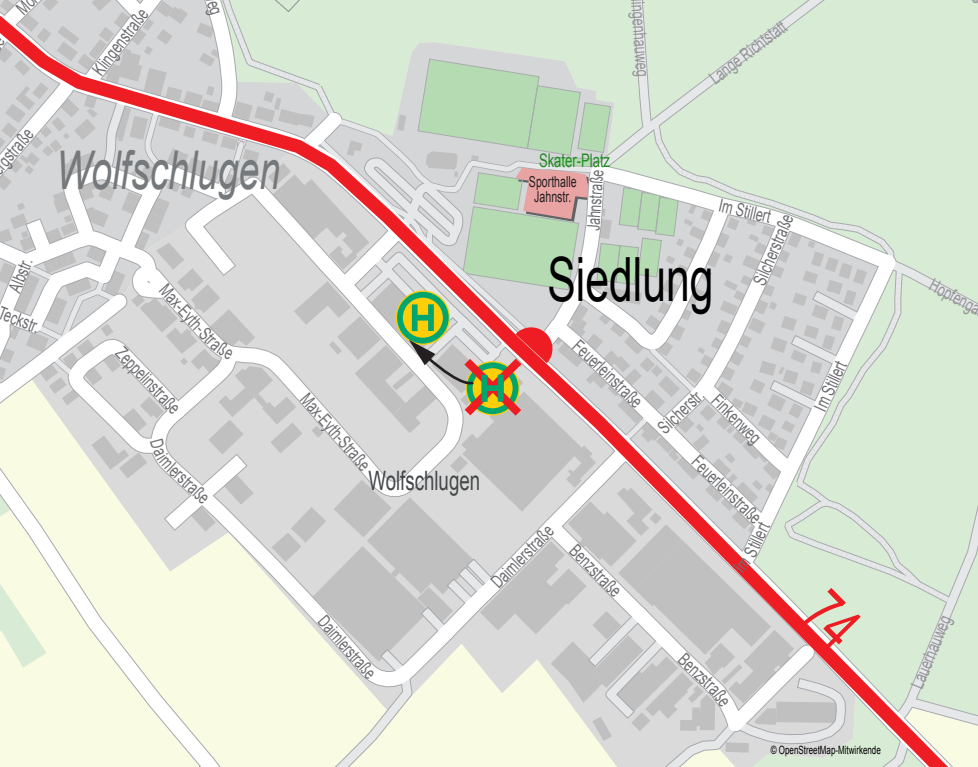 Klingenstraße
Lange Richtstatt
Wolfschlugen
Skater-Platz
Sporthalle
Jahnstr.
Jahnstraße
Im Stillert
Silcherstraße
Siedlung
Albstr.
Teckstr.
Max-Eyth-Straße
H
Zeppelinstraße
Feuerleinstraße
H
Im Stillert
Max-Eyth-Straße
Silcherstr.
Finkenweg
Daimlerstraße
Wolfschlugen
Feuerleinstraße
Im Stillert
Daimlerstraße
Benzstraße
74
Daimlerstraße
Benzstraße
Lauerhauweg
© OpenStreetMap-Mitwirkende